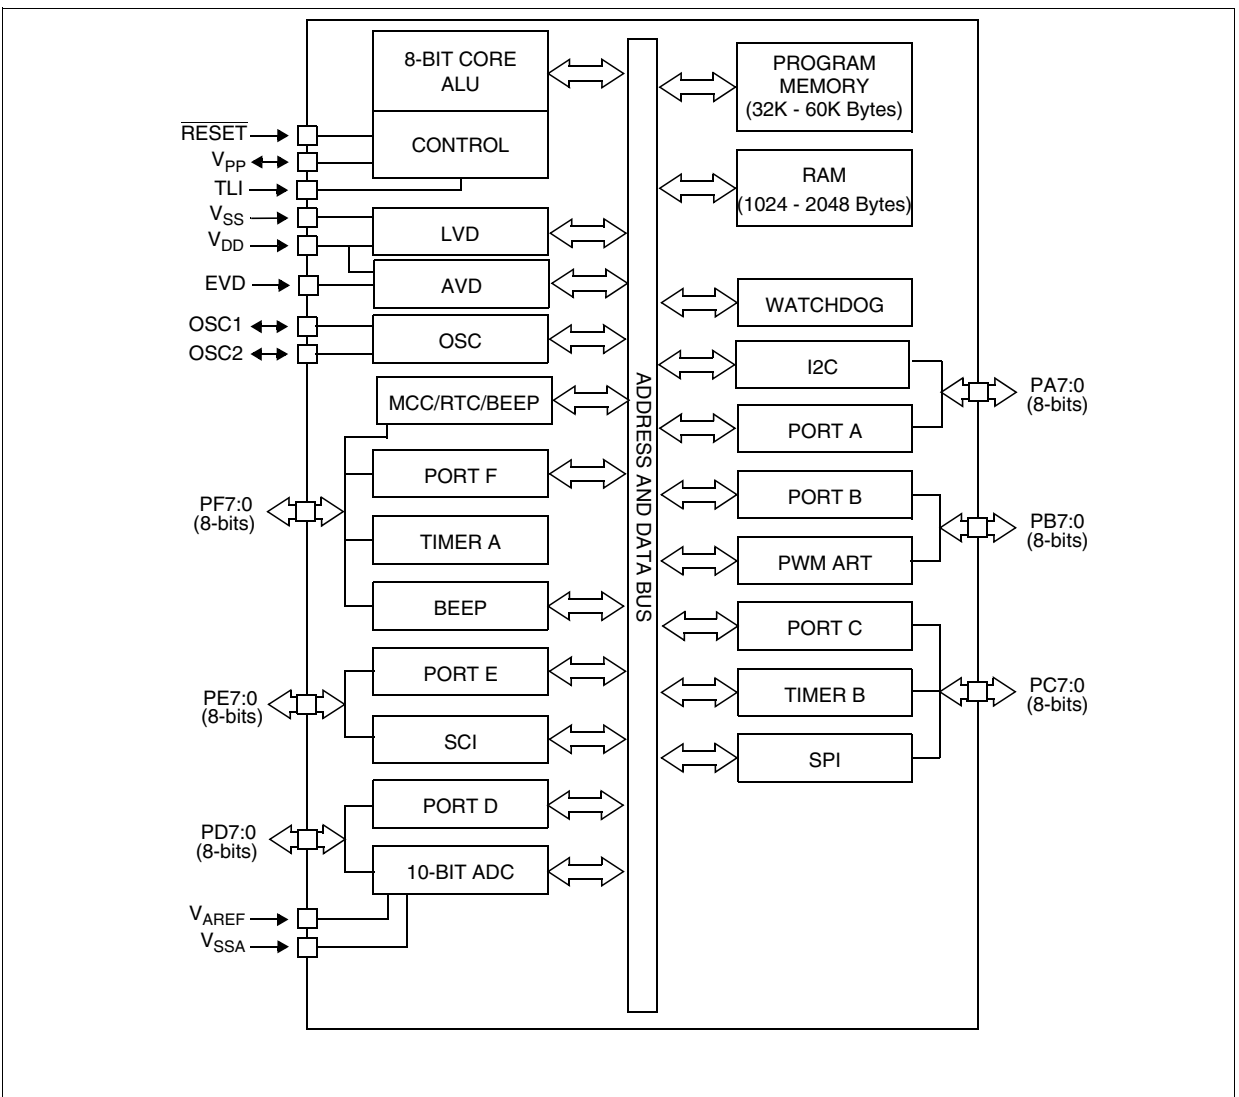 8-BIT CORE
ALU
CONTROL
RESET
VPP
TLI
VSS
VDD
EVD
OSC1
OSC2
LVD
AVD
OSC
MCC/RTC/BEEP
PORT F
TIMER A
BEEP
PF7:0
(8-bits)
PORT E
SCI
PE7:0
(8-bits)
PORT D
10-BIT ADC
PD7:0
(8-bits)
VAREF
VSSA
ADDRESS AND DATA BUS
PROGRAM
MEMORY
(32K - 60K Bytes)
RAM
(1024 - 2048 Bytes)
WATCHDOG
I2C
PORT A
PA7:0
(8-bits)
PORT B
PWM ART
PB7:0
(8-bits)
PORT C
TIMER B
SPI
PC7:0
(8-bits)